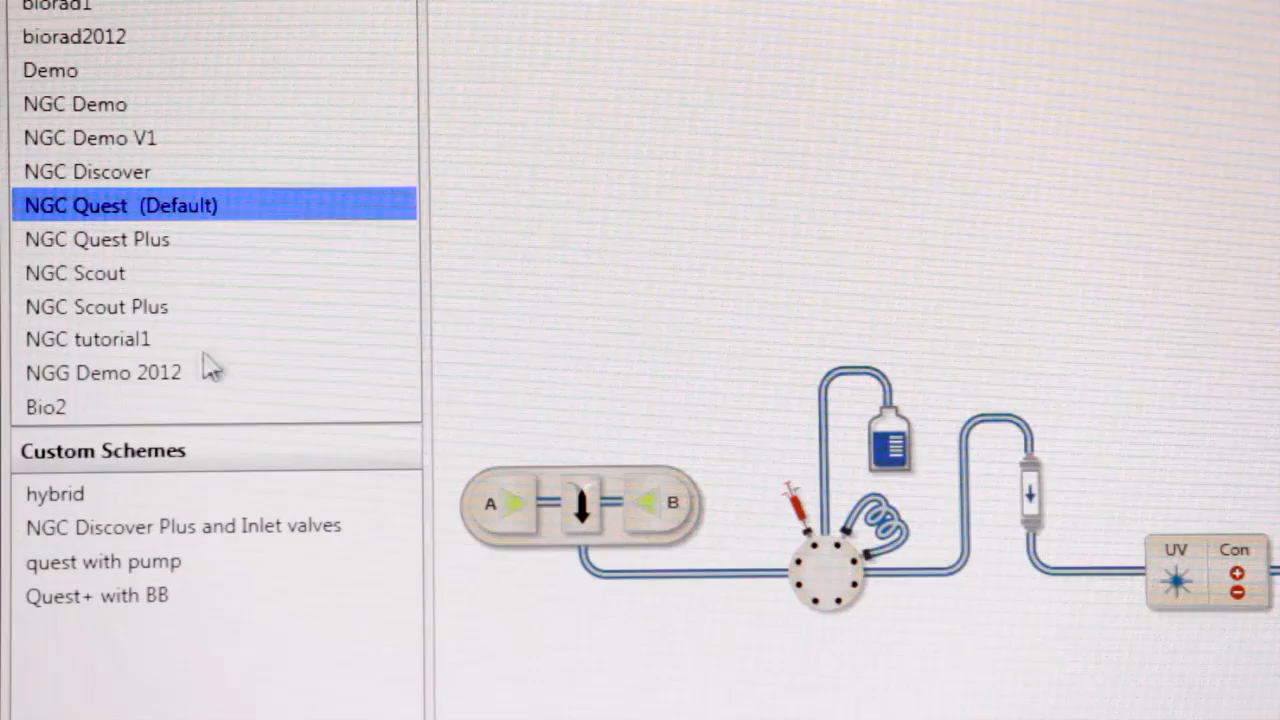 biorad1
biorad2012
Demo
NGC Demo
NGC Demo V1
NGC Discover
NGC Quest (Default)
NGC Quest Plus
NGC Scout
NGC Scout Plus
NGC tutorial1
NGG Demo 2012
Bio2
Custom Schemes
hybrid
NGC Discover Plus and Inlet valves
quest with pump
Quest+ with BB
A
B
UV
Con